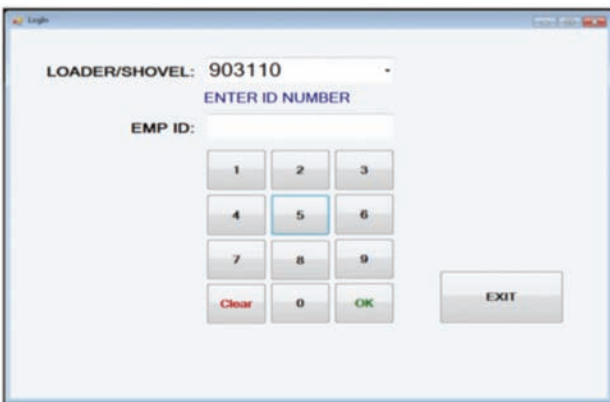 Login
LOADER/SHOVEL: 903110
ENTER ID NUMBER
EMP ID:
1 2 3
4 5 6
7 8 9
Clear 0 OK
EXIT